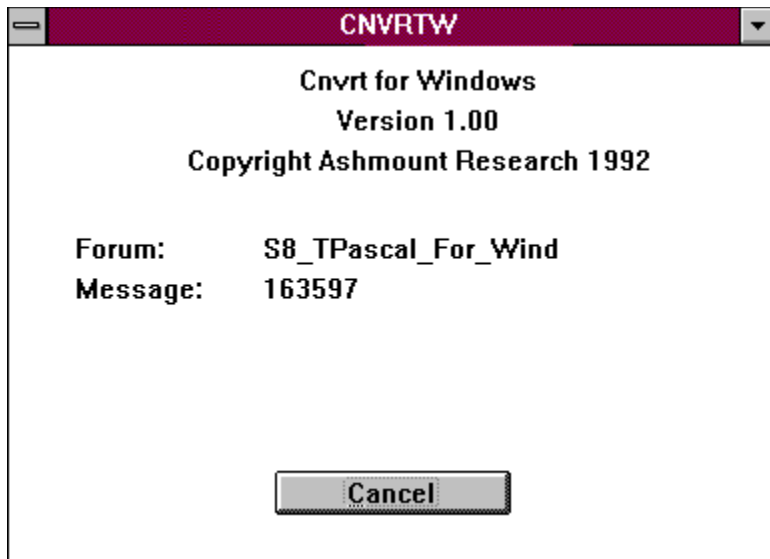 CNVRTW
Cnvrt for Windows
Version 1.00
Copyright Ashmount Research 1992
Forum: S8_TPascal_For_Wind
Message: 163597
Cancel